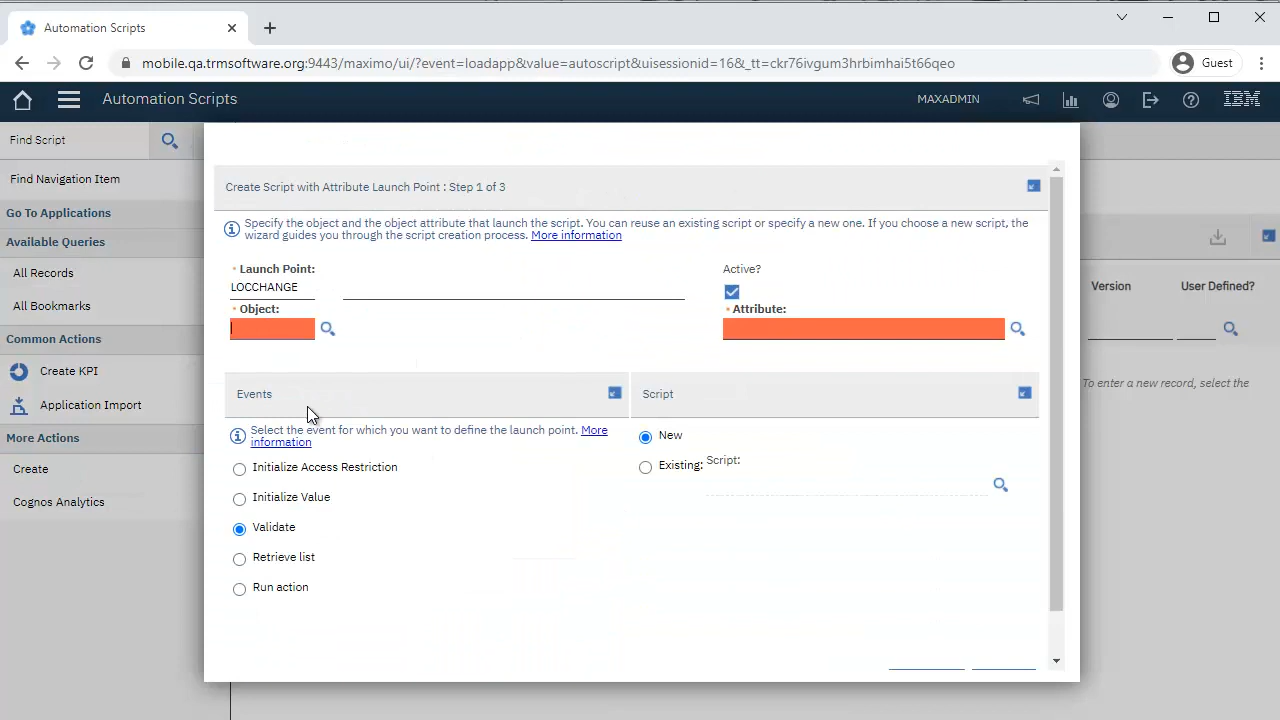 Automation Scripts
mobile.qa.trmsoftware.org:9443/maximo/ui/?event=loadapp&value=autoscript&uisessionid=16&_tt=ckr76ivgum3hrbimhai5t66qeo
Guest
Automation Scripts
MAXADMIN
IBM
Find Script
Find Navigation Item
Go To Applications
Available Queries
All Records
All Bookmarks
Common Actions
Create KPI
Application Import
More Actions
Create
Cognos Analytics
Create Script with Attribute Launch Point : Step 1 of 3
Specify the object and the object attribute that launch the script. You can reuse an existing script or specify a new one. If you choose a new script, the
wizard guides you through the script creation process. More information
* Launch Point:
LOCCHANGE
Active?
* Object:
* Attribute:
Events
Select the event for which you want to define the launch point. More
information
Initialize Access Restriction
Initialize Value
Validate
Retrieve list
Run action
Script
New
Existing: Script:
Version
User Defined?
To enter a new record, select the